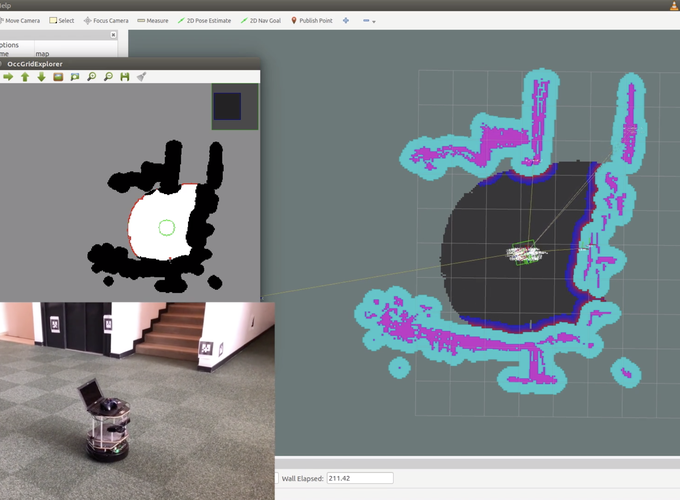 Help
Move Camera Select Focus Camera Measure 2D Pose Estimate 2D Nav Goal Publish Point
ptions
me map
OccGridExplorer
Wall Elapsed: 211.42